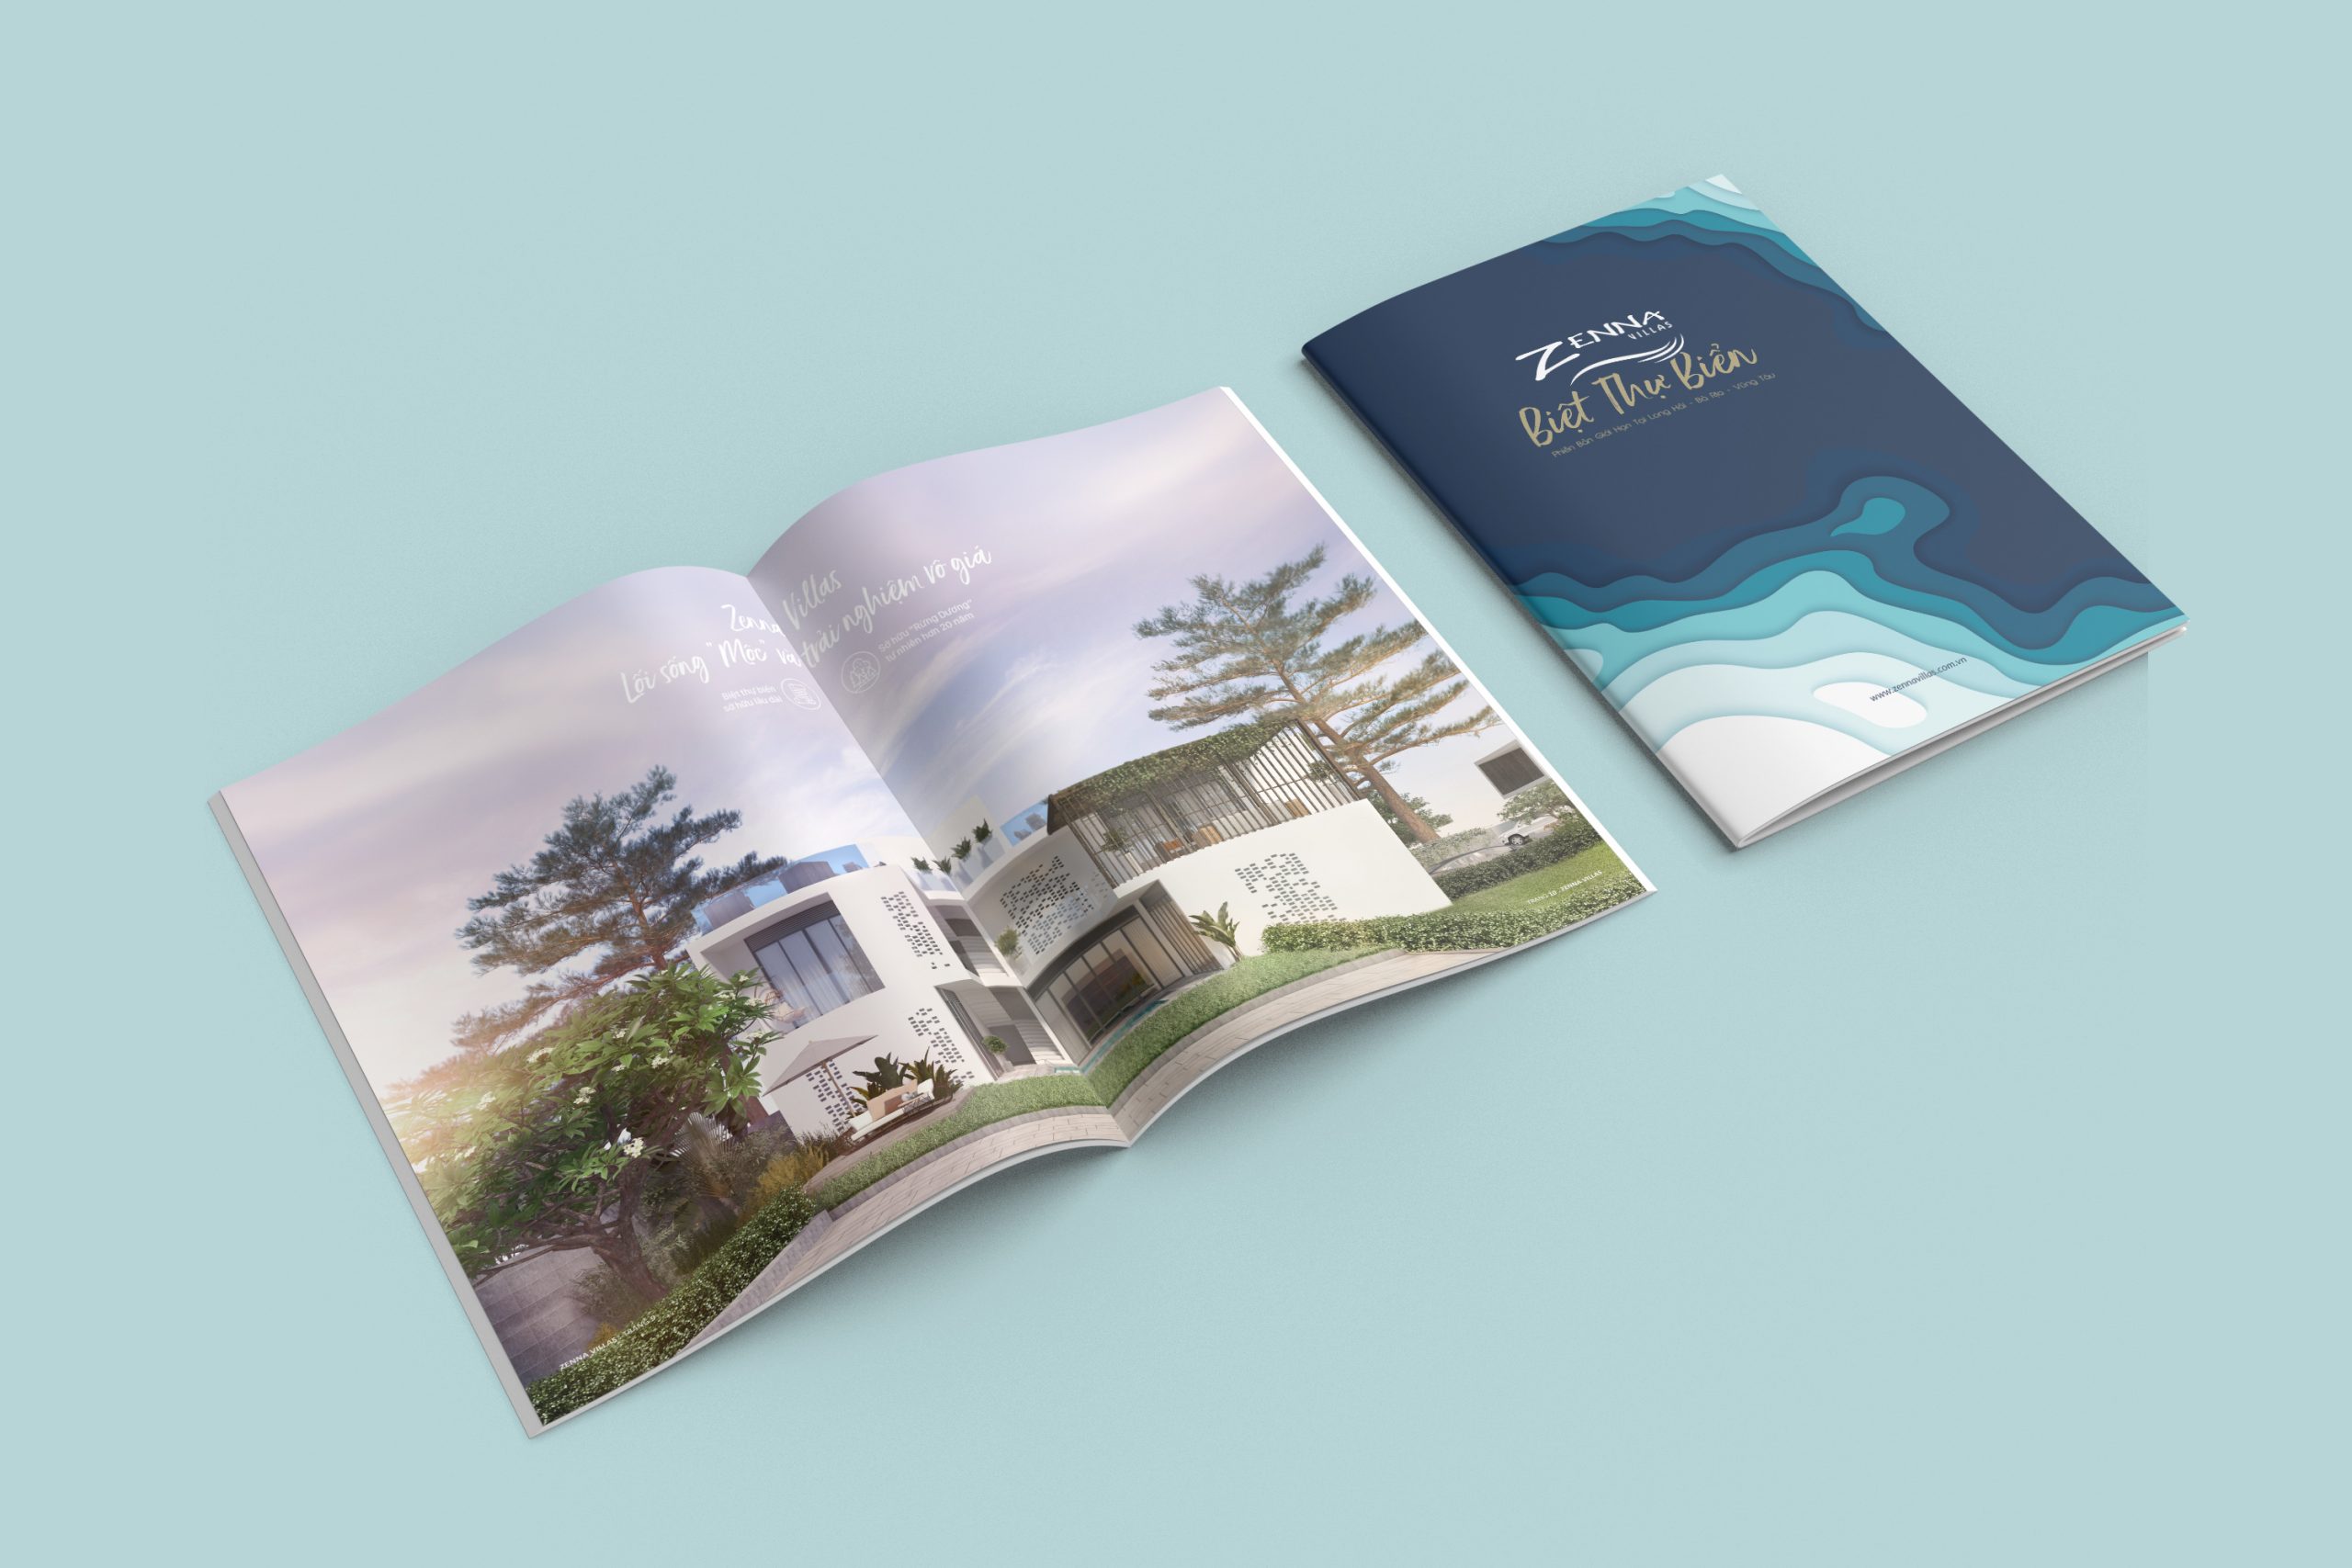 Zenna Villas
Lối sống "Mộc" và trải nghiệm vô giá
Biệt thự biển
sở hữu lâu dài
Sở hữu "Rừng Dương"
tự nhiên hơn 20 năm
ZENNA VILLAS
TRANG 10 . ZENNA VILLAS
ZENNA
VILLAS
Biệt Thự Biển
Phiên Bản Giới Hạn Tại Long Hải - Bà Rịa - Vũng Tàu
www.zennavillas.com.vn